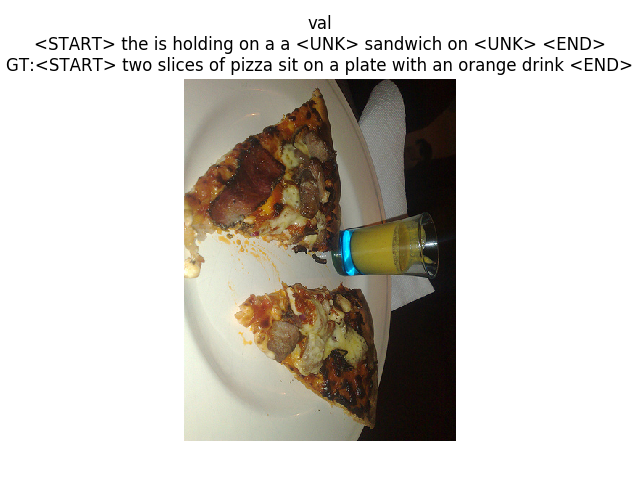 val
<START> the is holding on a a <UNK> sandwich on <UNK> <END>
GT:<START> two slices of pizza sit on a plate with an orange drink <END>